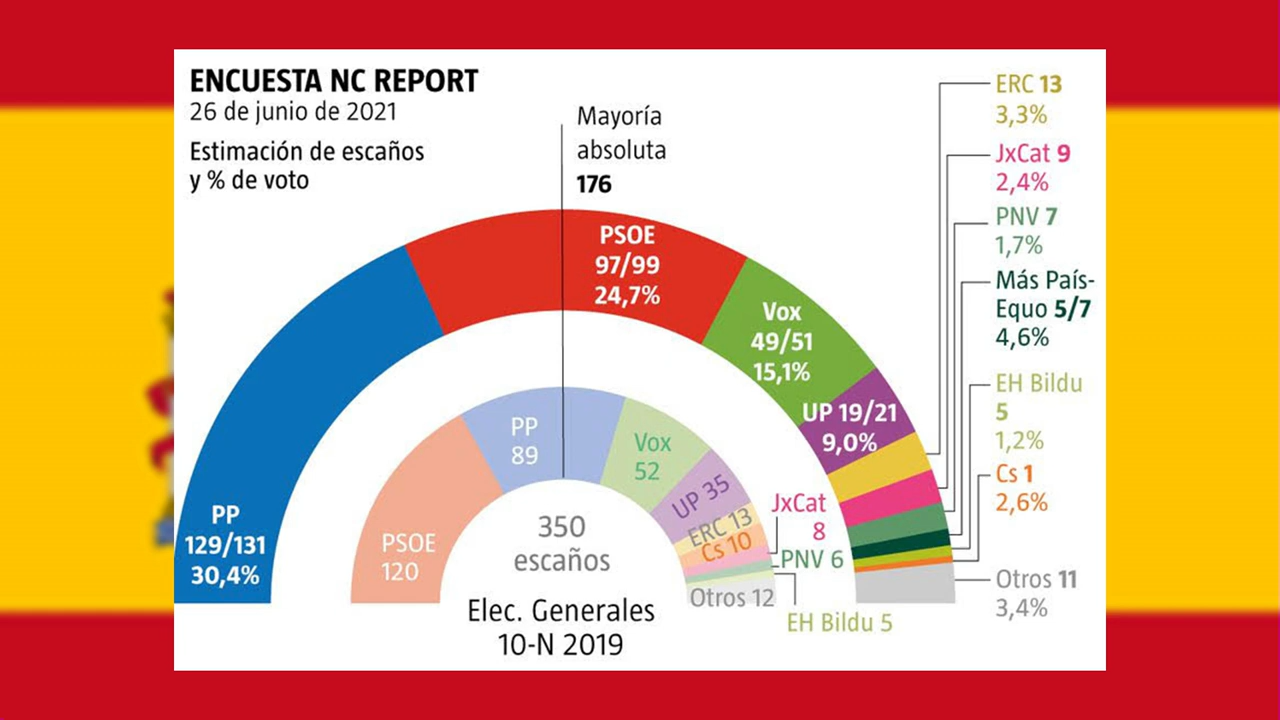 ENCUESTA NC REPORT
26 de junio de 2021
Estimación de escaños
y % de voto
Mayoría
absoluta
176
PP
129/131
30,4%
PSOE
97/99
24,7%
Vox
49/51
15,1%
UP 19/21
9,0%
ERC 13
3,3%
JxCat 9
2,4%
PNV 7
1,7%
Más País-
Equo 5/7
4,6%
EH Bildu
5
1,2%
Cs 1
2,6%
Otros 11
3,4%
PSOE
120
PP
89
Vox
52
UP 35
ERC 13
Cs 10
JxCat
8
PNV 6
EH Bildu 5
Otros 12
350
escaños
Elec. Generales
10-N 2019